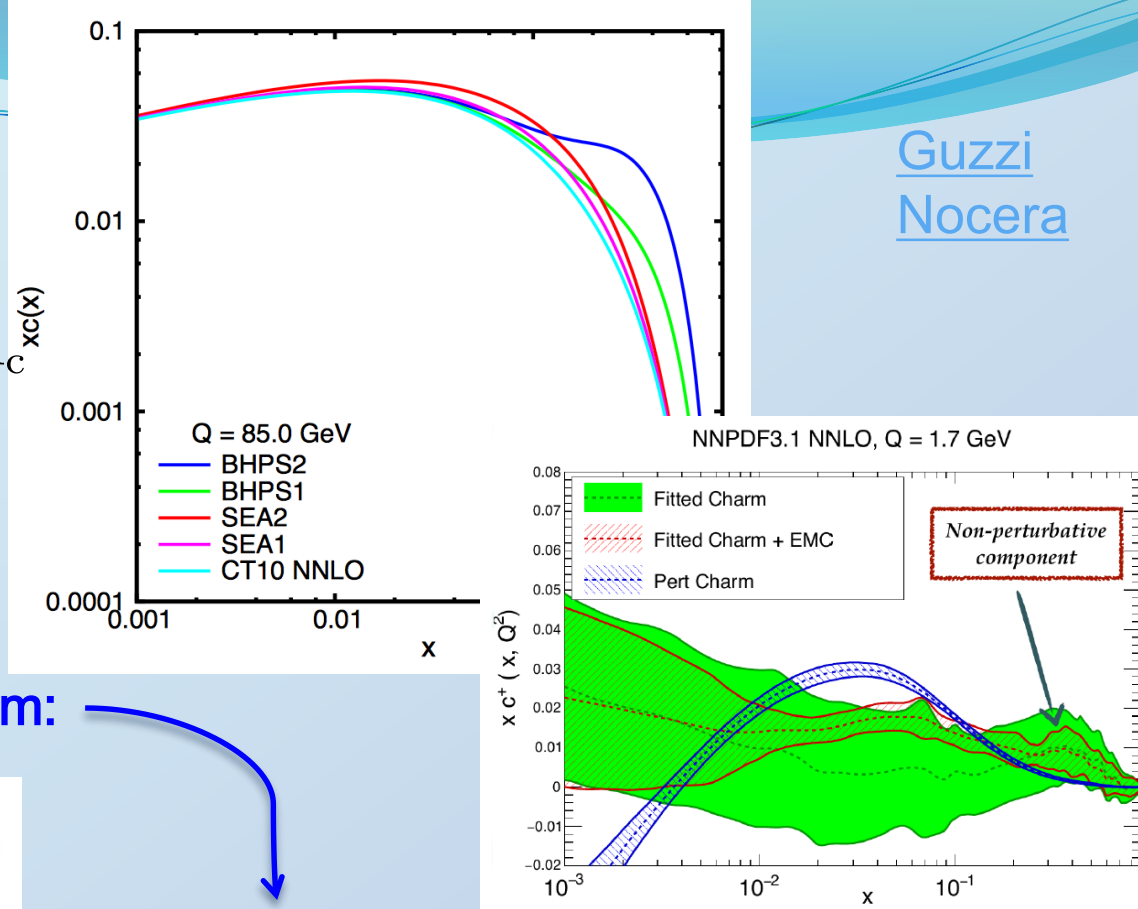 0.1
0.01
0.001
0.0001
xc(x)
c
Q = 85.0 GeV
BHPS2
BHPS1
SEA2
SEA1
CT10 NNLO
0.001
0.01
x
Guzzi
Nocera
m:
NNPDF3.1 NNLO, Q = 1.7 GeV
0.08
0.07
0.06
0.05
0.04
0.03
0.02
0.01
0
−0.01
−0.02
x c⁺ ( x, Q²)
Fitted Charm
Fitted Charm + EMC
Pert Charm
Non-perturbative
component
10⁻³
10⁻²
10⁻¹
x